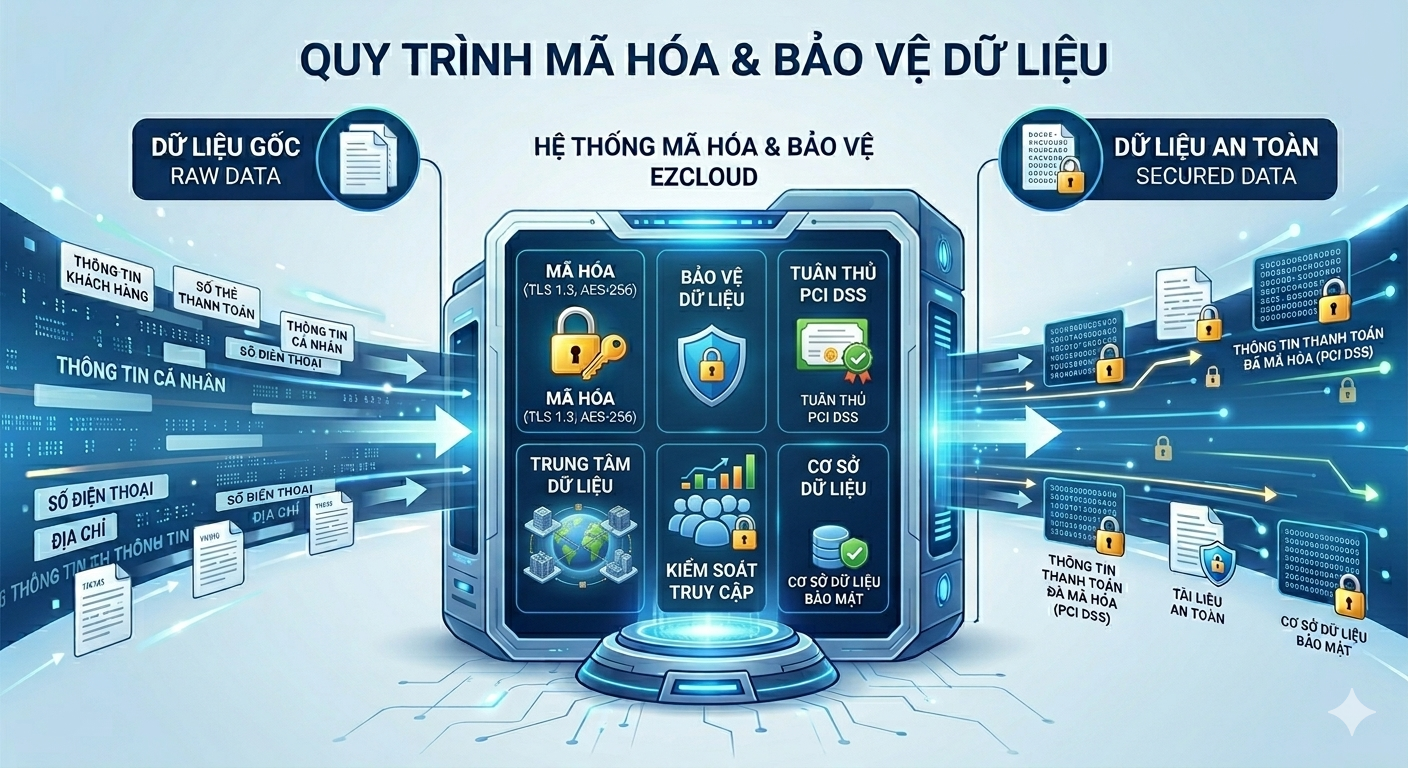 QUY TRÌNH MÃ HÓA & BẢO VỆ DỮ LIỆU
DỮ LIỆU GỐC
RAW DATA
HỆ THỐNG MÃ HÓA & BẢO VỆ
EZCLOUD
DỮ LIỆU AN TOÀN
SECURED DATA
THÔNG TIN
KHÁCH HÀNG
SỐ THẺ
THANH TOÁN
THÔNG TIN
CÁ NHÂN
SỐ ĐIỆN THOẠI
THÔNG TIN CÁ NHÂN
SỐ ĐIỆN THOẠI
SỐ BIẾN THOẠI
ĐỊA CHỈ
ĐỊA CHỈ
THÔNG TIN
MÃ HÓA
(TLS 1.3, AES-256)
MÃ HÓA
(TLS 1.3, AES-256)
BẢO VỆ
DỮ LIỆU
TUÂN THỦ
PCI DSS
TUÂN THỦ
PCI DSS
TRUNG TÂM
DỮ LIỆU
KIỂM SOÁT
TRUY CẬP
CƠ SỞ
DỮ LIỆU
CƠ SỞ DỮ LIỆU
BẢO MẬT
THÔNG TIN THANH TOÁN
ĐÃ MÃ HÓA (PCI DSS)
THÔNG TIN
THANH TOÁN
ĐÃ MÃ HÓA
(PCI DSS)
TÀI LIỆU
AN TOÀN
CƠ SỞ DỮ LIỆU
BẢO MẬT